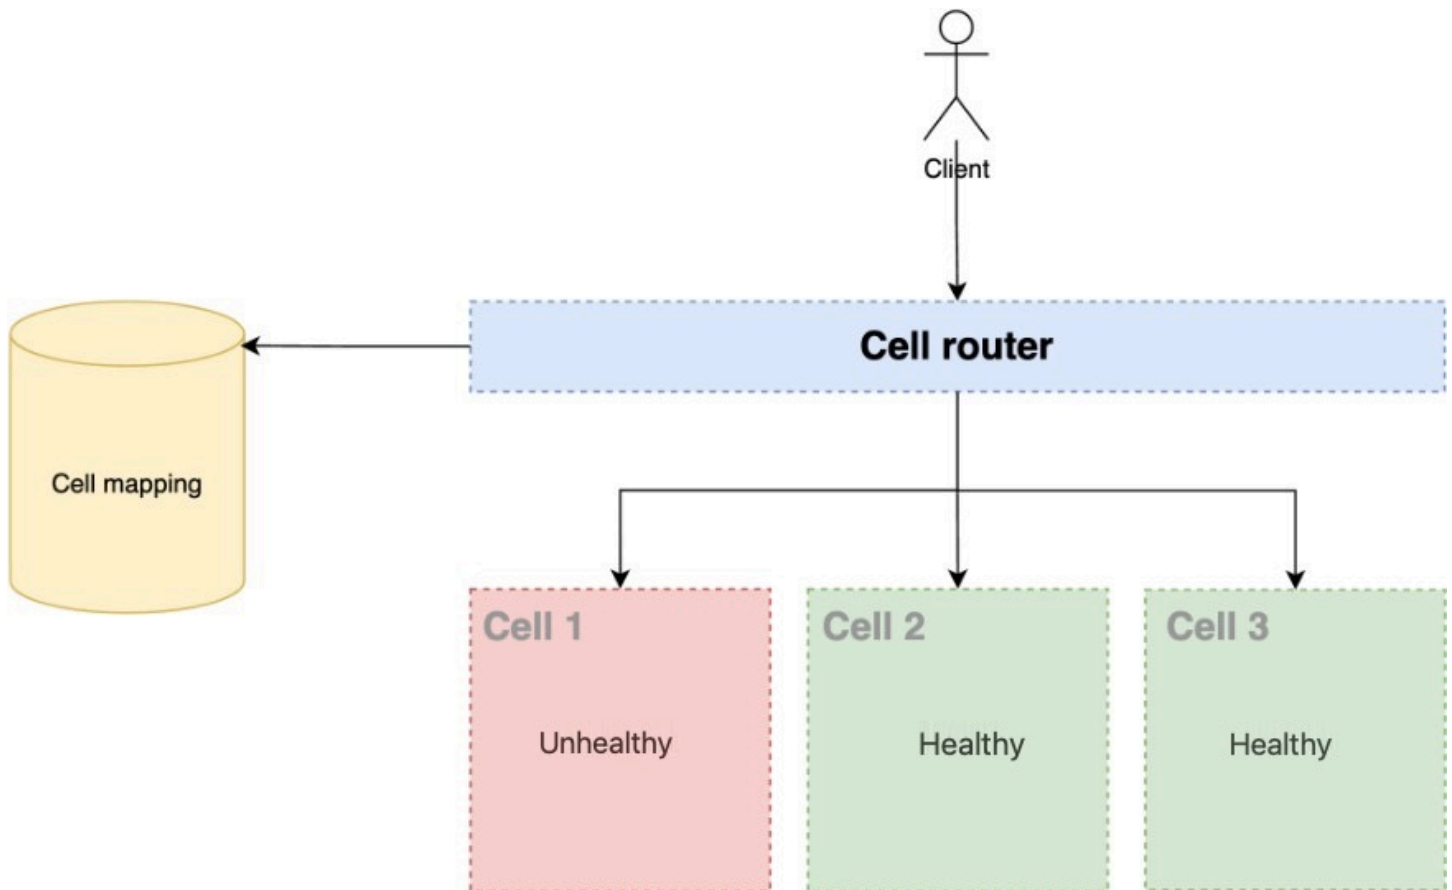 Client
Cell router
Cell mapping
Cell 1
Unhealthy
Cell 2
Healthy
Cell 3
Healthy